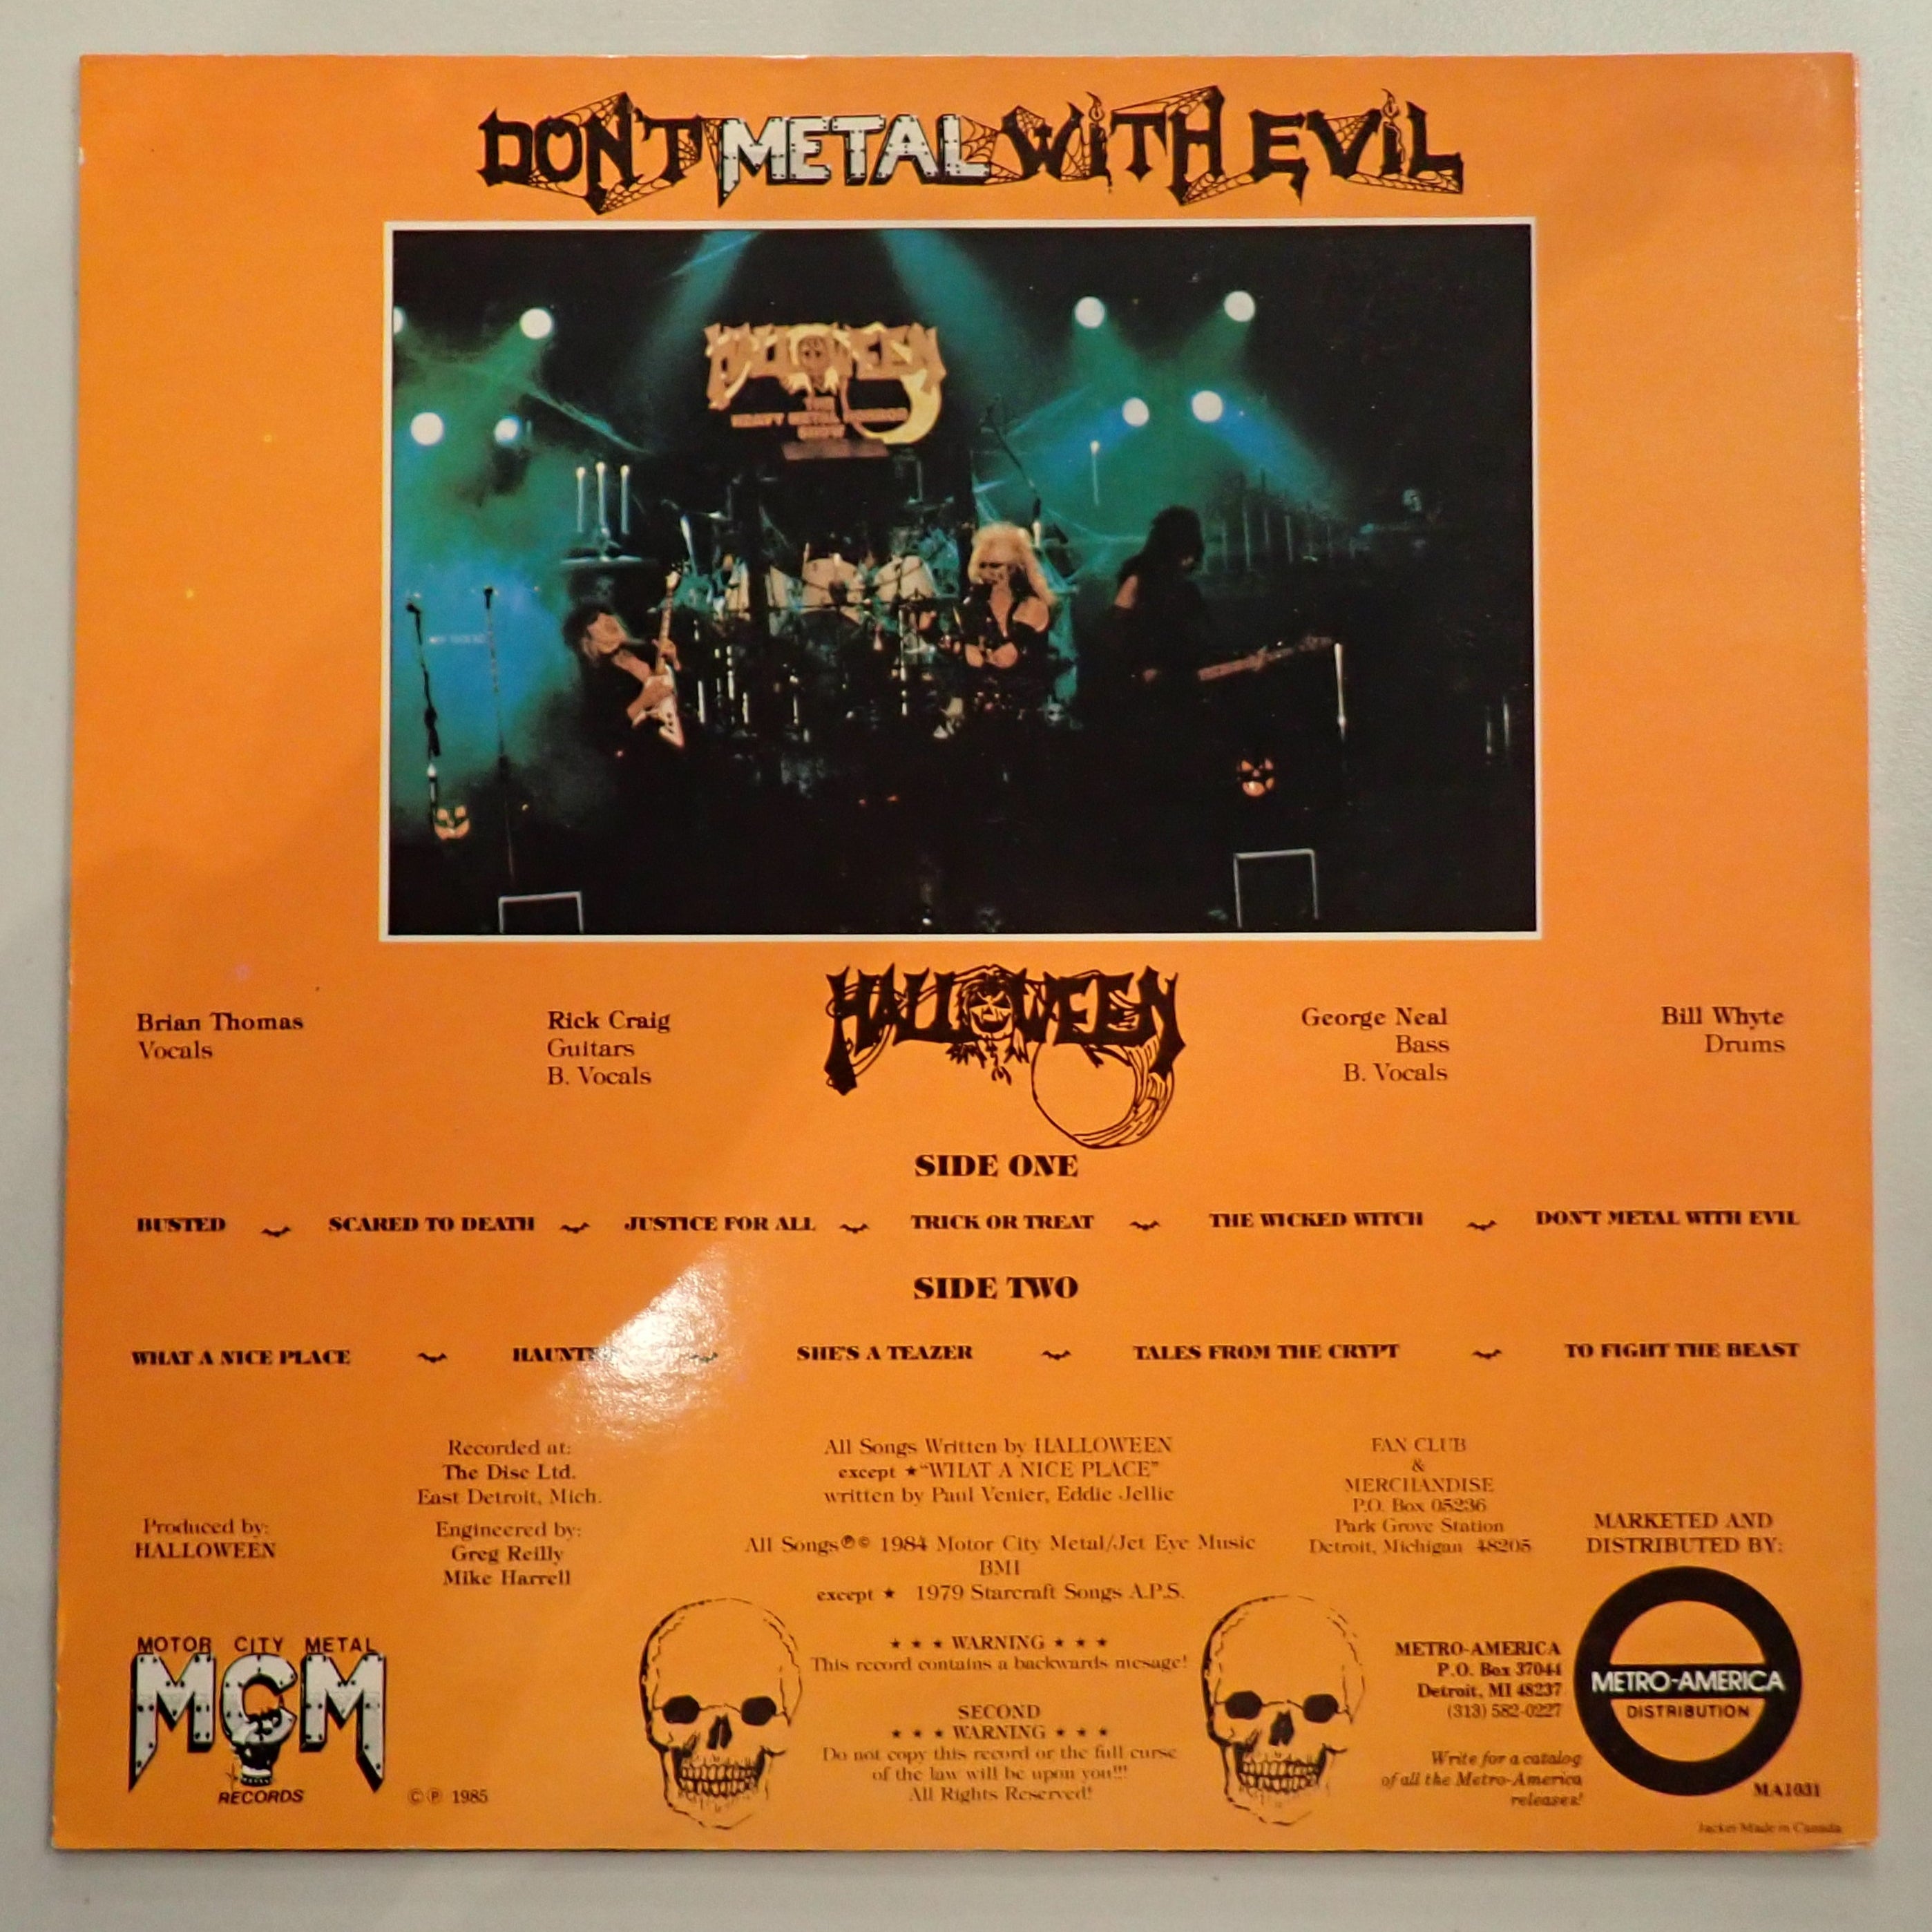 DON'T METAL WITH EVIL
HALLOWEEN
THE
HEAVY METAL HORROR
SHOW
HALLOWEEN
Brian Thomas
Vocals
Rick Craig
Guitars
B. Vocals
George Neal
Bass
B. Vocals
Bill Whyte
Drums
SIDE ONE
BUSTED SCARED TO DEATH JUSTICE FOR ALL TRICK OR TREAT THE WICKED WITCH DON'T METAL WITH EVIL
SIDE TWO
WHAT A NICE PLACE SHE'S A TEAZER TALES FROM THE CRYPT TO FIGHT THE BEAST
Produced by:
HALLOWEEN
Recorded at:
The Disc Ltd.
East Detroit, Mich.
Engineered by:
Greg Reilly
Mike Harrell
All Songs Written by HALLOWEEN
except ★"WHAT A NICE PLACE"
written by Paul Venier, Eddie Jellie
All Songs ℗© 1984 Motor City Metal/Jet Eye Music
BMI
except ★ 1979 Starcraft Songs A.P.S.
FAN CLUB
&
MERCHANDISE
P.O. Box 05236
Park Grove Station
Detroit, Michigan 48205
MARKETED AND
DISTRIBUTED BY:
MOTOR CITY METAL
MCM
RECORDS
©℗ 1985
★ ★ ★ WARNING ★ ★ ★
This record contains a backwards mesage!
SECOND
★ ★ ★ WARNING ★ ★ ★
Do not copy this record or the full curse
of the law will be upon you!!!
All Rights Reserved!
METRO-AMERICA
P.O. Box 37044
Detroit, MI 48237
(313) 582-0227
Write for a catalog
of all the Metro-America
releases!
METRO-AMERICA
DISTRIBUTION
MA1031
Jacket Made in Canada